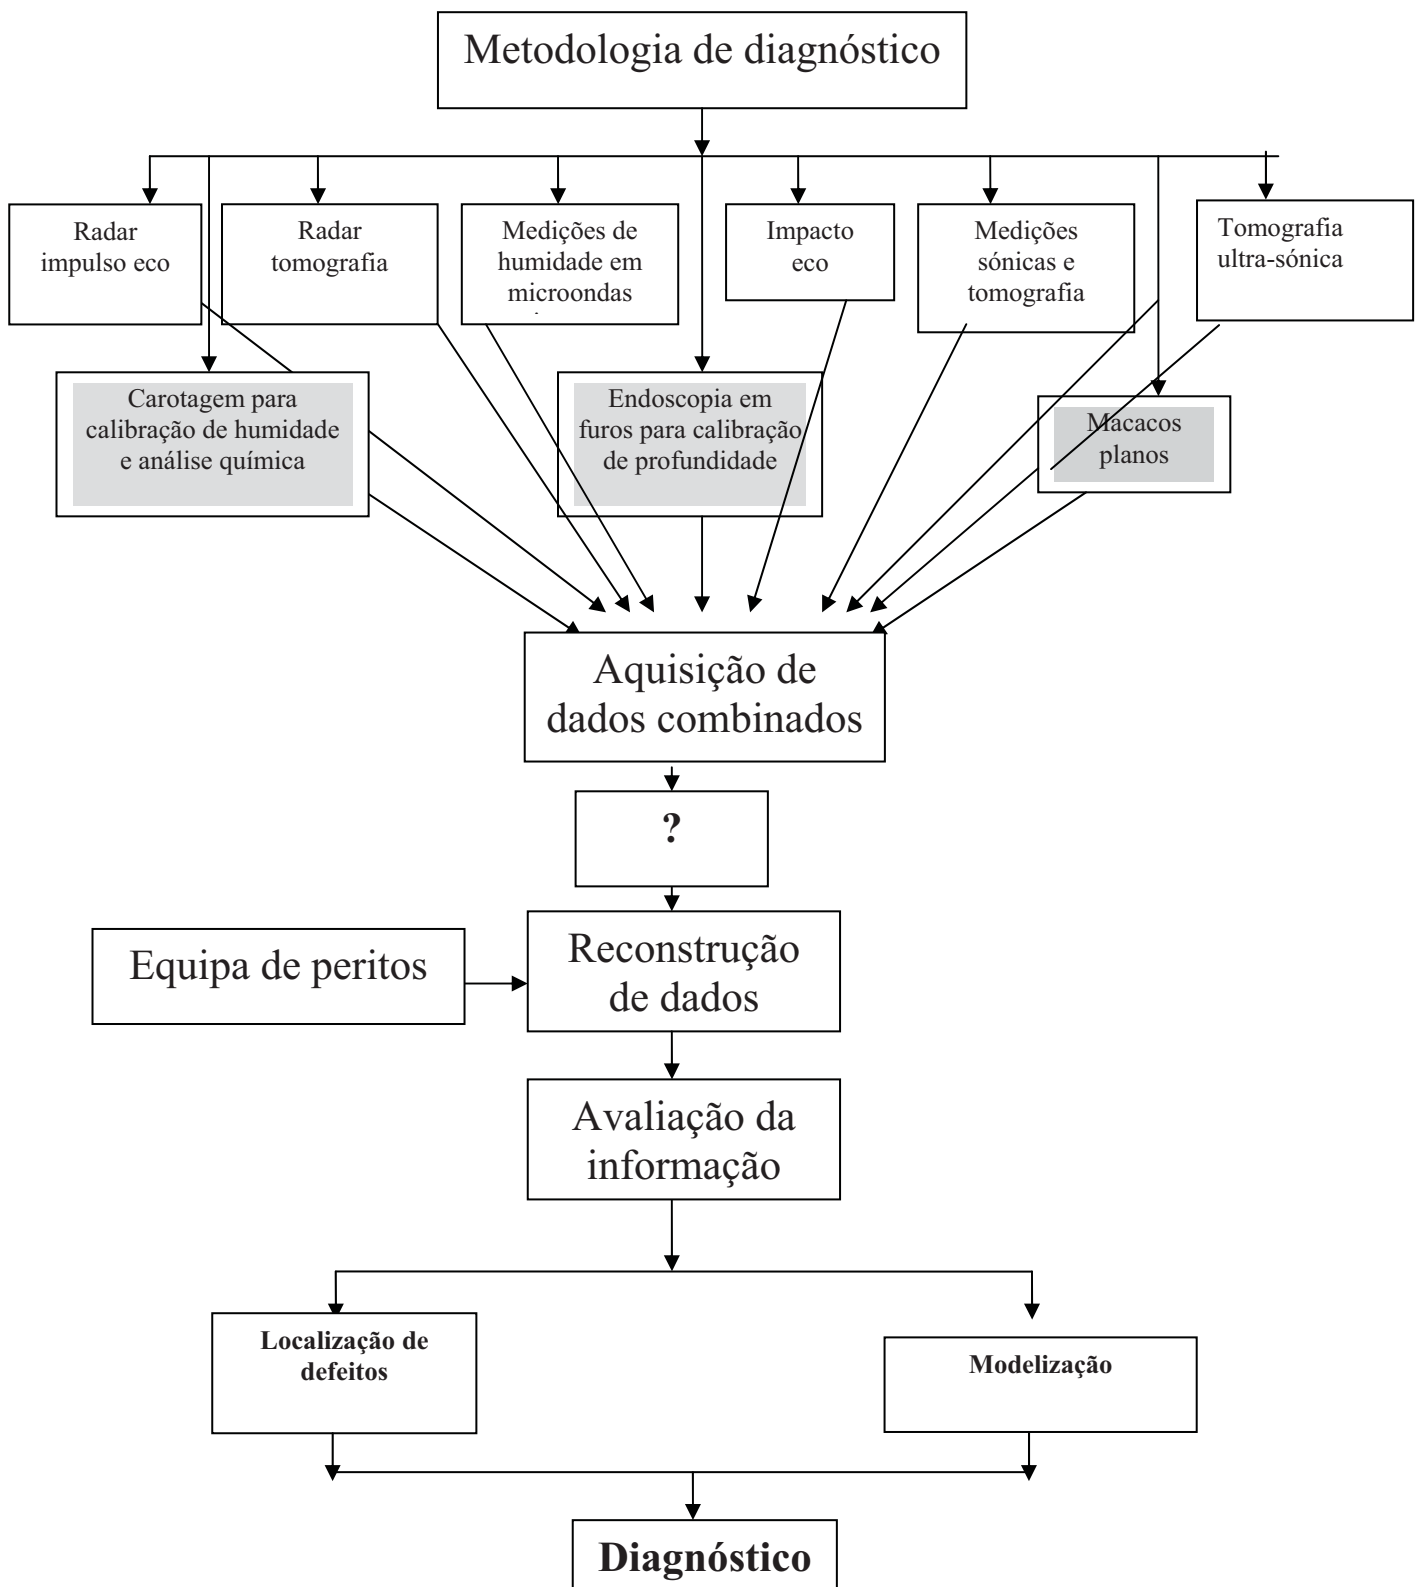 Metodologia de diagnóstico
Radar
impulso eco
Radar
tomografia
Medições de
humidade em
microondas
Impacto
eco
Medições
sónicas e
tomografia
Tomografia
ultra-sónica
Carotagem para
calibração de humidade
e análise química
Endoscopia em
furos para calibração
de profundidade
Macacos
planos
Aquisição de
dados combinados
?
Equipa de peritos
Reconstrução
de dados
Avaliação da
informação
Localização de
defeitos
Modelização
Diagnóstico